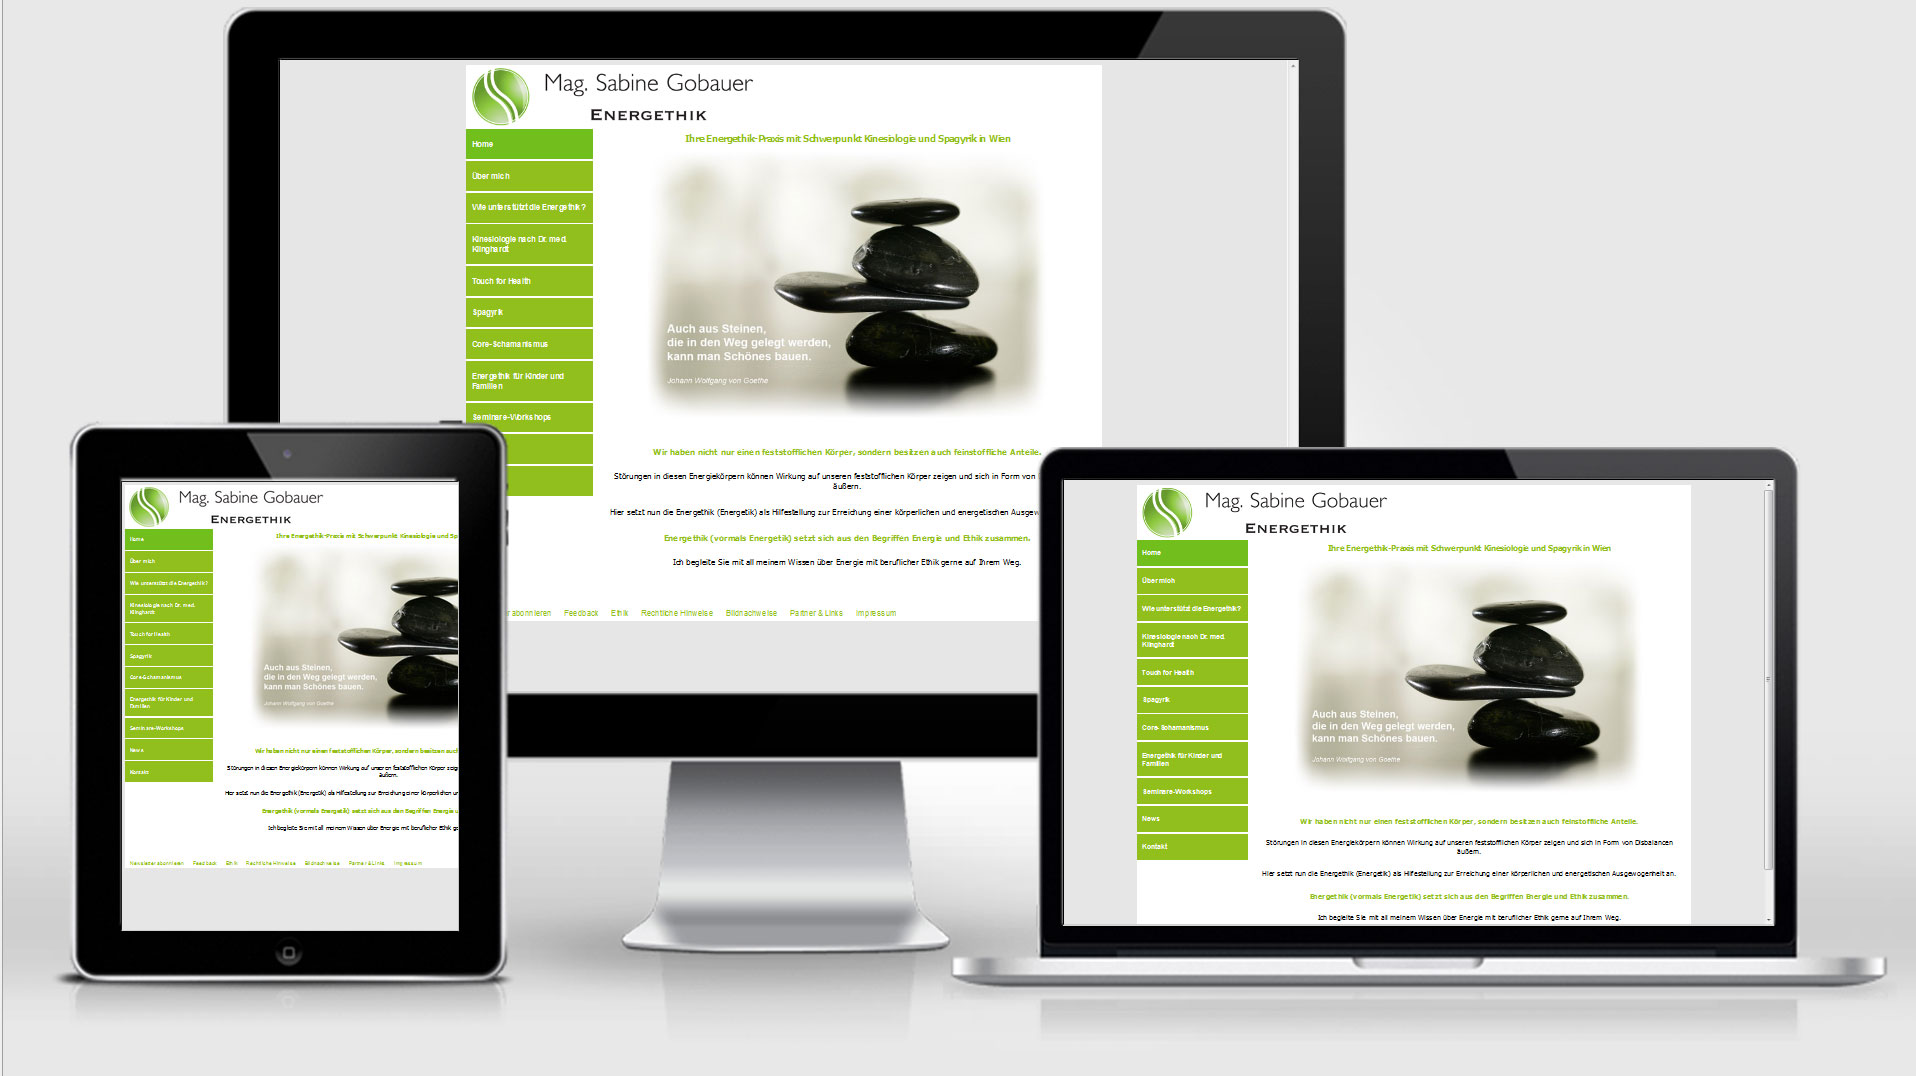 Mag. Sabine Gobauer
ENERGETHIK
Home
Über mich
Wie unterstützt die Energethik?
Kinesiologie nach Dr. med.
Klinghardt
Touch for Health
Spagyrik
Core-Schamanismus
Energethik für Kinder und
Familien
Seminare-Workshops
Ihre Energethik-Praxis mit Schwerpunkt Kinesiologie und Spagyrik in Wien
Auch aus Steinen,
die in den Weg gelegt werden,
kann man Schönes bauen.
Johann Wolfgang von Goethe
Wir haben nicht nur einen feststofflichen Körper, sondern besitzen auch feinstoffliche Anteile.
Störungen in diesen Energiekörpern können Wirkung auf unseren feststofflichen Körper zeigen und sich in Form von
äußern.
Hier setzt nun die Energethik (Energetik) als Hilfestellung zur Erreichung einer körperlichen und energetischen Ausgew
Energethik (vormals Energetik) setzt sich aus den Begriffen Energie und Ethik zusammen.
Ich begleite Sie mit all meinem Wissen über Energie mit beruflicher Ethik gerne auf Ihrem Weg.
r abonnieren Feedback Ethik Rechtliche Hinweise Bildnachweise Partner & Links Impressum
Mag. Sabine Gobauer
ENERGETHIK
Home
Über mich
Wie unterstützt die Energethik?
Kinesiologie nach Dr. med.
Klinghardt
Touch for Health
Spagyrik
Core-Schamanismus
Energethik für Kinder und
Familien
Seminare-Workshops
News
Kontakt
Ihre Energethik-Praxis mit Schwerpunkt Kinesiologie und Sp
Auch aus Steinen,
die in den Weg gelegt werden,
kann man Schönes bauen.
Johann Wolfgang von Goethe
Wir haben nicht nur einen feststofflichen Körper, sondern besitzen auch
Störungen in diesen Energiekörpern können Wirkung auf unseren feststofflichen Körper zeige
äußern.
Hier setzt nun die Energethik (Energetik) als Hilfestellung zur Erreichung einer körperlichen un
Energethik (vormals Energetik) setzt sich aus den Begriffen Energie u
Ich begleite Sie mit all meinem Wissen über Energie mit beruflicher Ethik ge
Newsletter abonnieren Feedback Ethik Rechtliche Hinweise Bildnachweise Partner & Links Impressum
Mag. Sabine Gobauer
ENERGETHIK
Home
Über mich
Wie unterstützt die Energethik?
Kinesiologie nach Dr. med.
Klinghardt
Touch for Health
Spagyrik
Core-Schamanismus
Energethik für Kinder und
Familien
Seminare-Workshops
News
Kontakt
Ihre Energethik-Praxis mit Schwerpunkt Kinesiologie und Spagyrik in Wien
Auch aus Steinen,
die in den Weg gelegt werden,
kann man Schönes bauen.
Johann Wolfgang von Goethe
Wir haben nicht nur einen feststofflichen Körper, sondern besitzen auch feinstoffliche Anteile.
Störungen in diesen Energiekörpern können Wirkung auf unseren feststofflichen Körper zeigen und sich in Form von Disbalancen
äußern.
Hier setzt nun die Energethik (Energetik) als Hilfestellung zur Erreichung einer körperlichen und energetischen Ausgewogenheit an.
Energethik (vormals Energetik) setzt sich aus den Begriffen Energie und Ethik zusammen.
Ich begleite Sie mit all meinem Wissen über Energie mit beruflicher Ethik gerne auf Ihrem Weg.